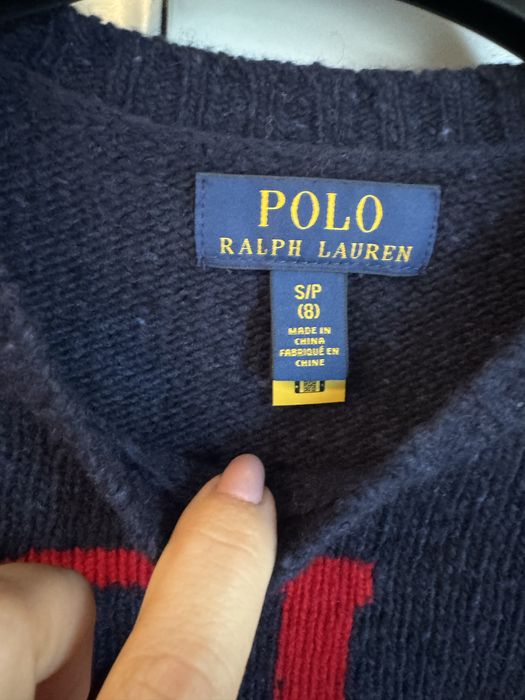 POLO
RALPH LAUREN
S/P
(8)
MADE IN
CHINA
FABRIQUÉ EN
CHINE